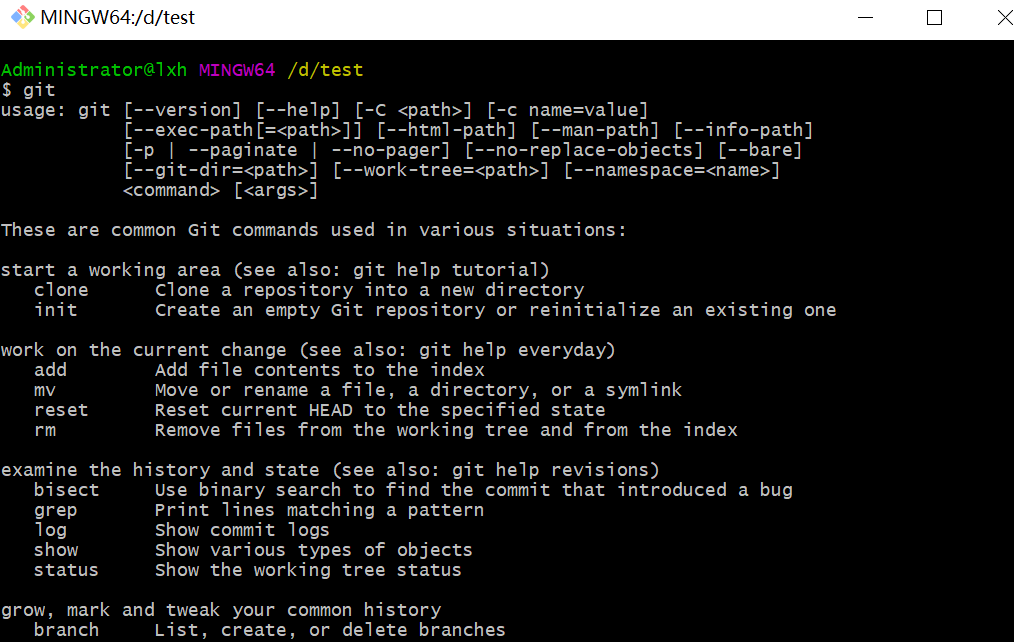 MINGW64:/d/test
Administrator@lxh MINGW64 /d/test
$ git
usage: git [--version] [--help] [-C <path>] [-c name=value]
           [--exec-path[=<path>]] [--html-path] [--man-path] [--info-path]
           [-p | --paginate | --no-pager] [--no-replace-objects] [--bare]
           [--git-dir=<path>] [--work-tree=<path>] [--namespace=<name>]
           <command> [<args>]
These are common Git commands used in various situations:
start a working area (see also: git help tutorial)
   clone      Clone a repository into a new directory
   init       Create an empty Git repository or reinitialize an existing one
work on the current change (see also: git help everyday)
   add        Add file contents to the index
   mv         Move or rename a file, a directory, or a symlink
   reset      Reset current HEAD to the specified state
   rm         Remove files from the working tree and from the index
examine the history and state (see also: git help revisions)
   bisect     Use binary search to find the commit that introduced a bug
   grep       Print lines matching a pattern
   log        Show commit logs
   show       Show various types of objects
   status     Show the working tree status
grow, mark and tweak your common history
   branch     List, create, or delete branches